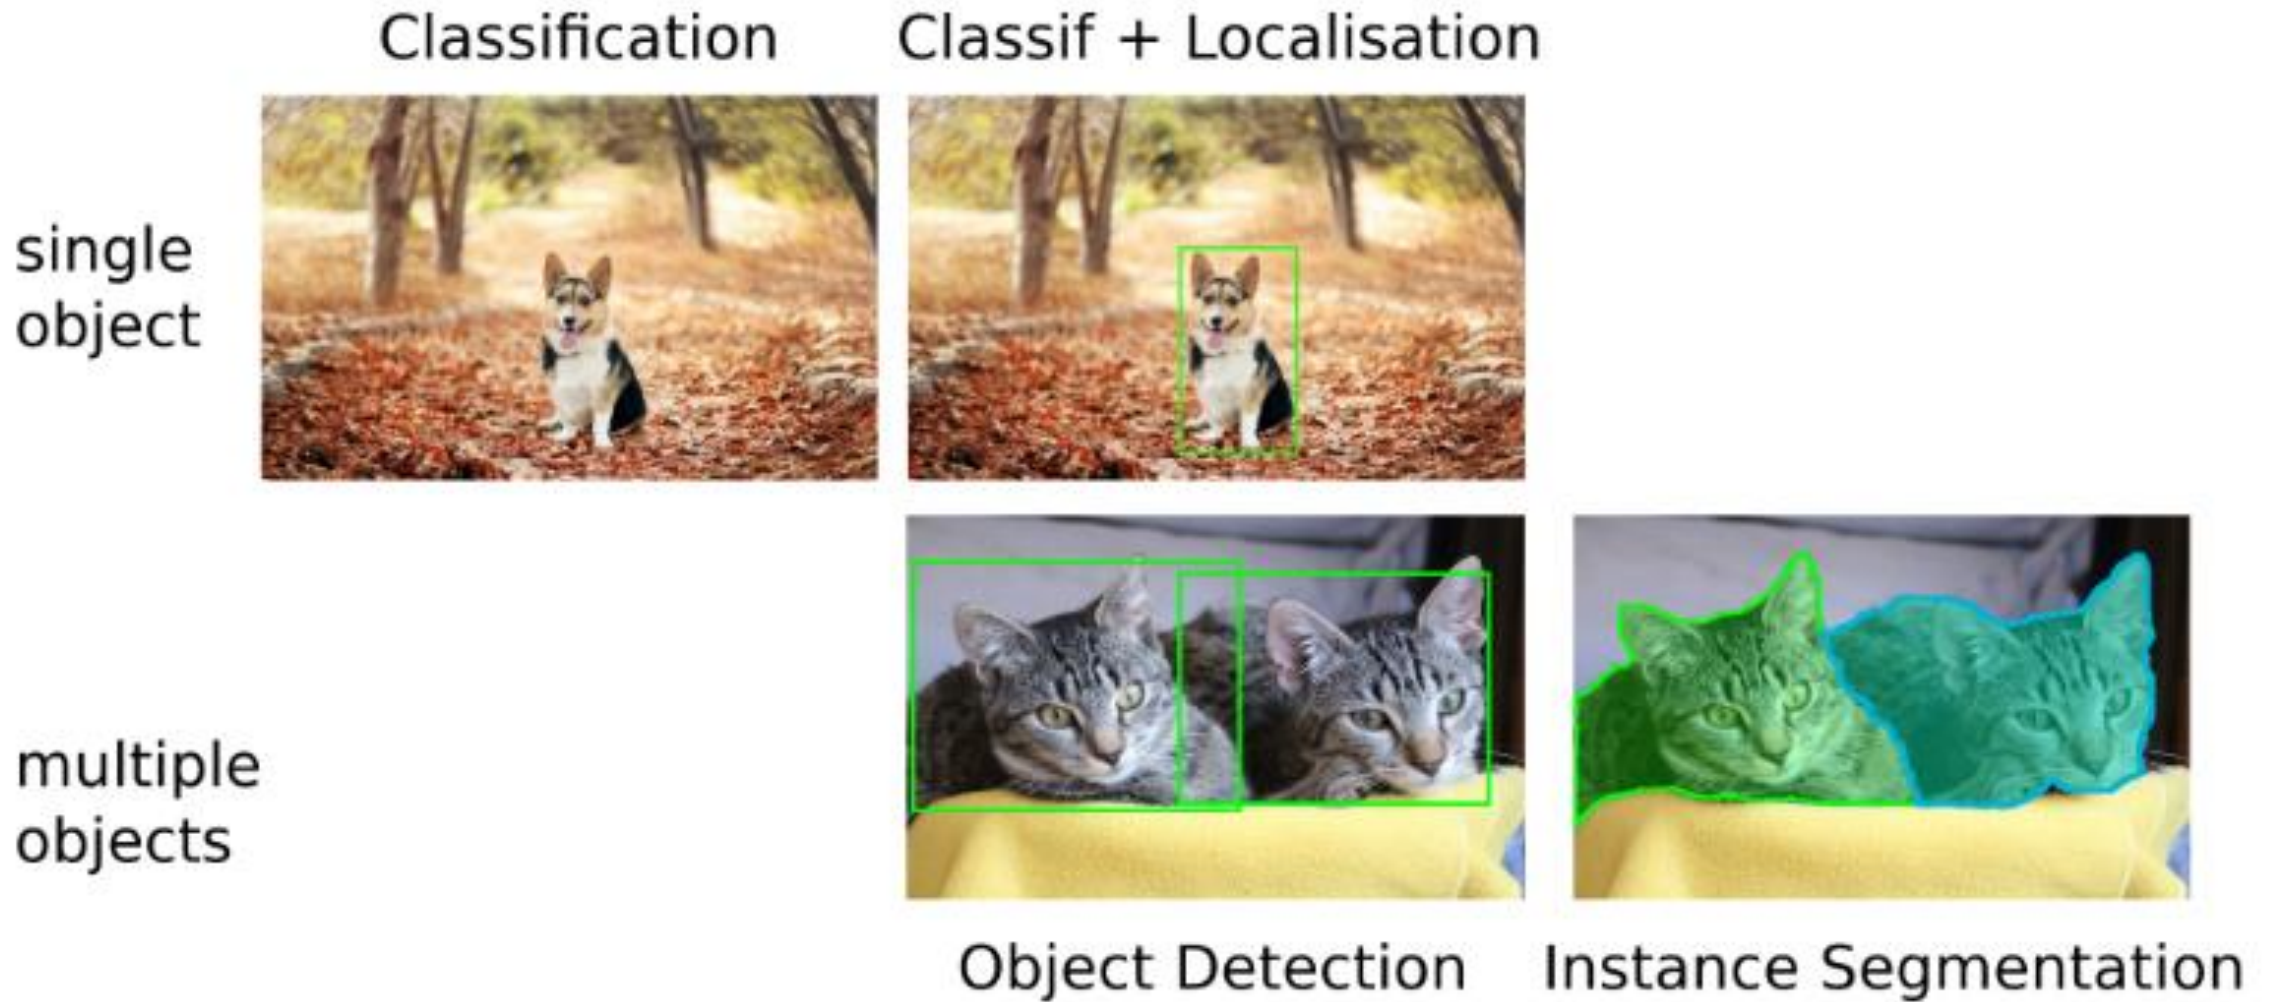 Classification
Classif + Localisation
single
object
multiple
objects
Object Detection
Instance Segmentation